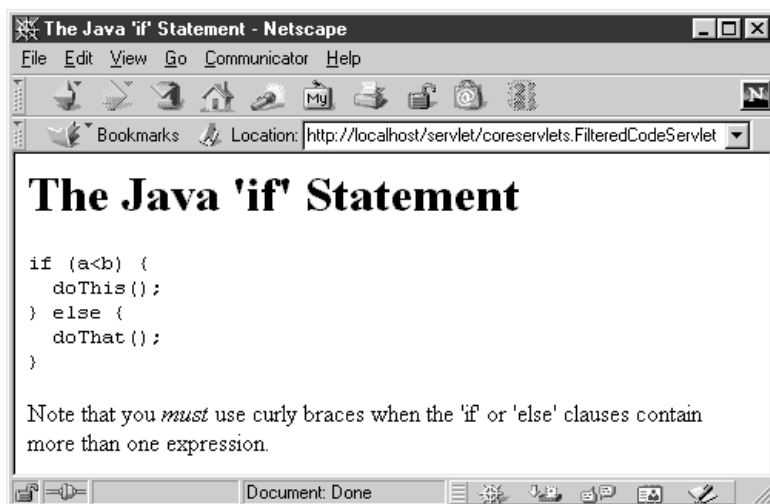 The Java 'if' Statement - Netscape
File Edit View Go Communicator Help
My
N
Bookmarks Location: http://localhost/servlet/coreservlets.FilteredCodeServlet
The Java 'if' Statement
if (a<b) {
  doThis();
} else {
  doThat();
}
Note that you must use curly braces when the 'if' or 'else' clauses contain
more than one expression.
Document: Done